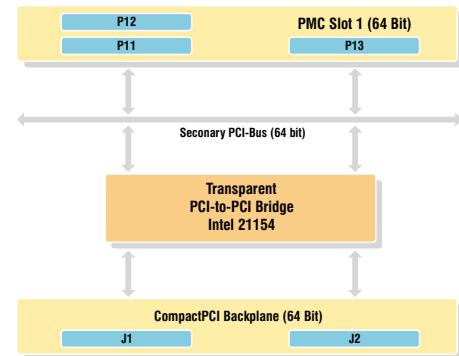 P12
PMC Slot 1 (64 Bit)
P11
P13
Seconary PCI-Bus (64 bit)
Transparent
PCI-to-PCI Bridge
Intel 21154
CompactPCI Backplane (64 Bit)
J1
J2